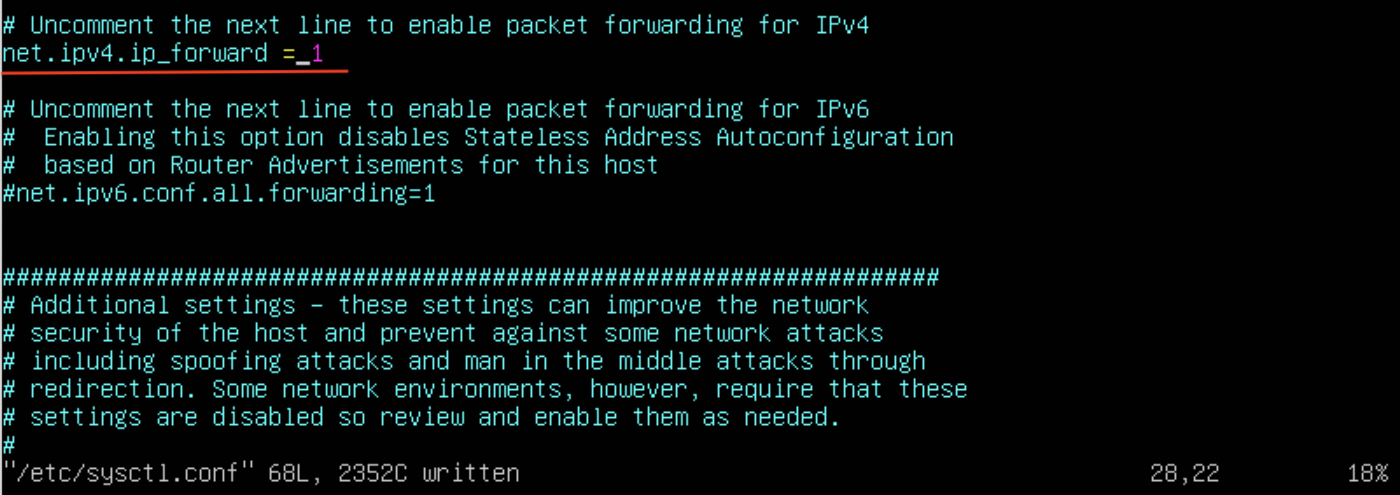 # Uncomment the next line to enable packet forwarding for IPv4
net.ipv4.ip_forward = 1
# Uncomment the next line to enable packet forwarding for IPv6
#  Enabling this option disables Stateless Address Autoconfiguration
#  based on Router Advertisements for this host
#net.ipv6.conf.all.forwarding=1
###################################################################
# Additional settings – these settings can improve the network
# security of the host and prevent against some network attacks
# including spoofing attacks and man in the middle attacks through
# redirection. Some network environments, however, require that these
# settings are disabled so review and enable them as needed.
#
"/etc/sysctl.conf" 68L, 2352C written 28,22 18%